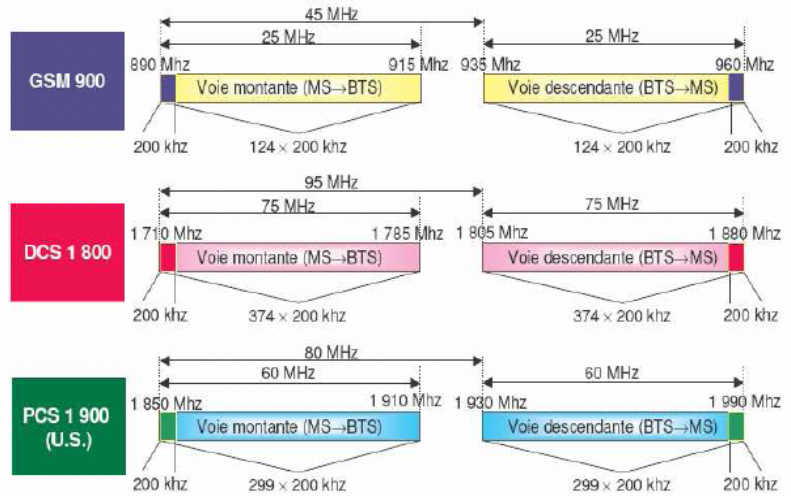 45 MHz
25 MHz 25 MHz
890 Mhz 915 Mhz 935 Mhz 960 Mhz
GSM 900
Voie montante (MS→BTS) Voie descendante (BTS→MS)
200 khz 124 × 200 khz 124 × 200 khz 200 khz
95 MHz
75 MHz 75 MHz
1 710 Mhz 1 785 Mhz 1 805 Mhz 1 880 Mhz
DCS 1 800
Voie montante (MS→BTS) Voie descendante (BTS→MS)
200 khz 374 × 200 khz 374 × 200 khz 200 khz
80 MHz
60 MHz 60 MHz
1 850 Mhz 1 910 Mhz 1 930 Mhz 1 990 Mhz
PCS 1 900
(U.S.)
Voie montante (MS→BTS) Voie descendante (BTS→MS)
200 khz 299 × 200 khz 299 × 200 khz 200 khz